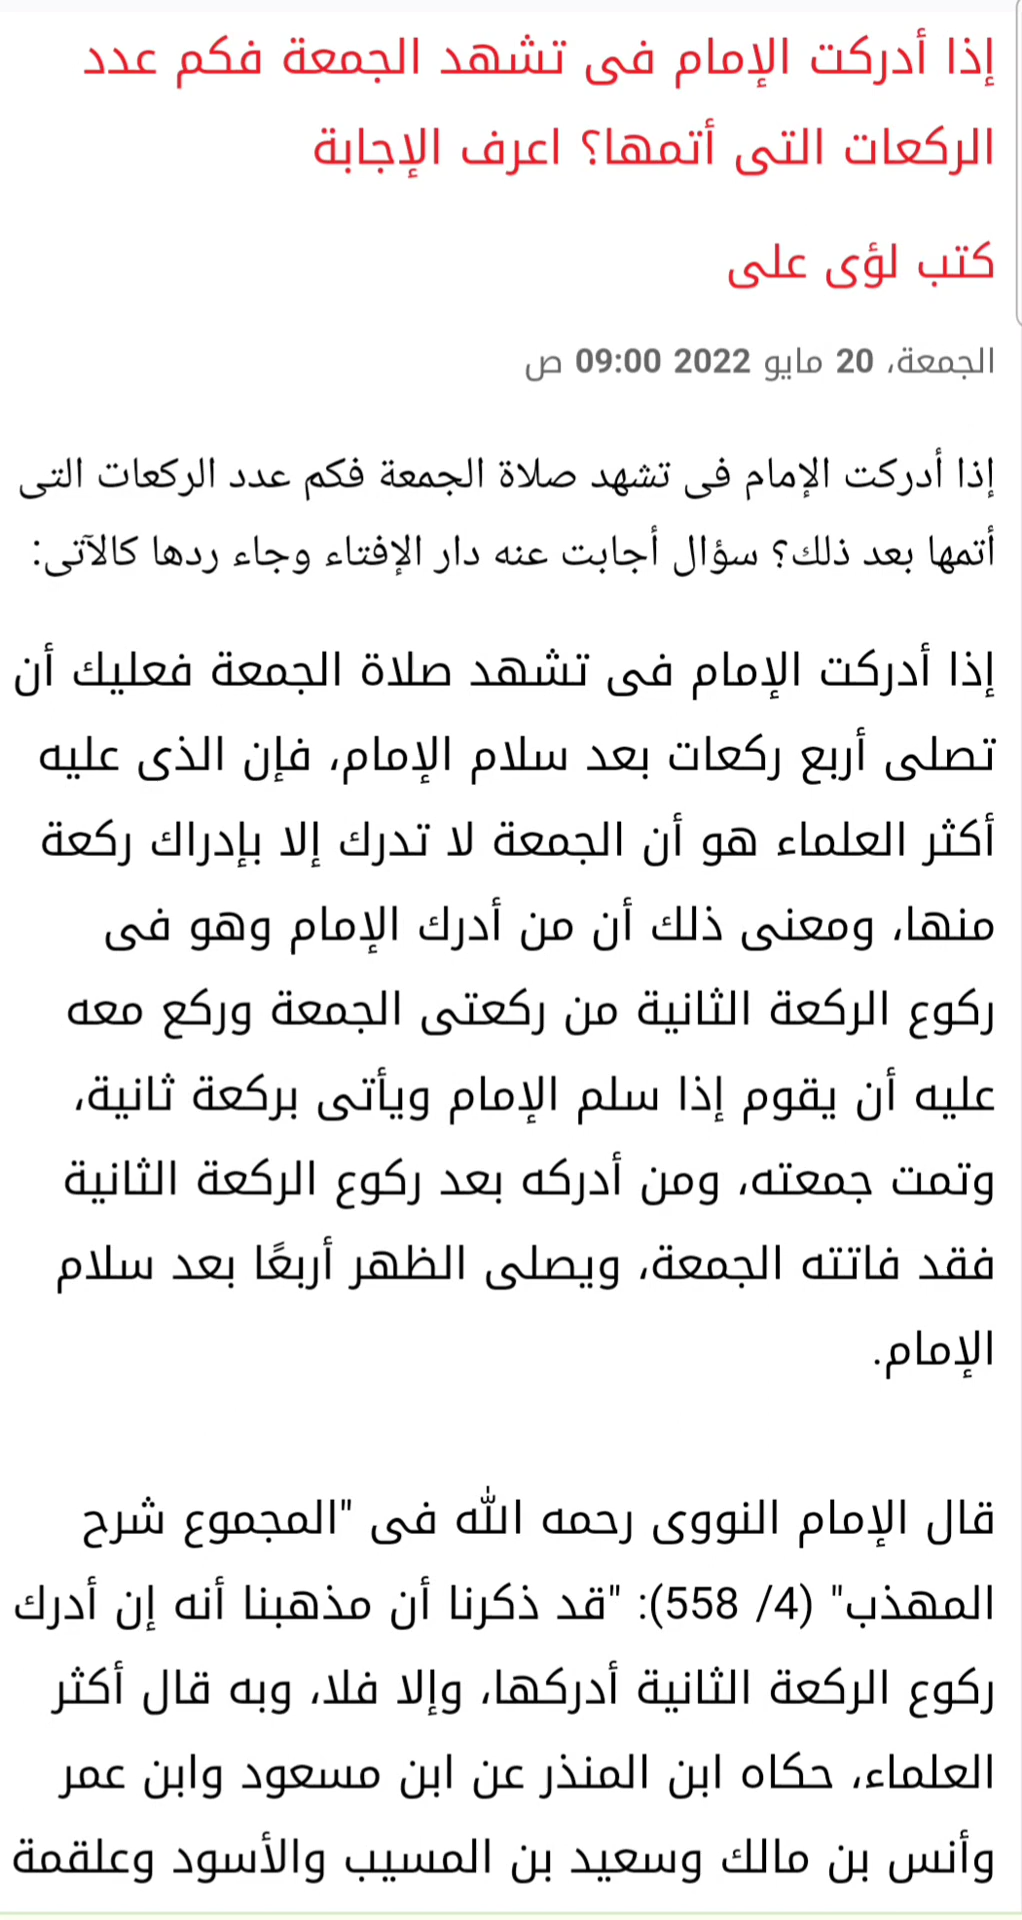 إذا أدركت الإمام فى تشهد الجمعة فكم عدد
الركعات التى أتمها؟ اعرف الإجابة
كتب لؤى على
الجمعة، 20 مايو 2022 09:00 ص
إذا أدركت الإمام فى تشهد صلاة الجمعة فكم عدد الركعات التى
أتمها بعد ذلك؟ سؤال أجابت عنه دار الإفتاء وجاء ردها كالآتى:
إذا أدركت الإمام فى تشهد صلاة الجمعة فعليك أن
تصلى أربع ركعات بعد سلام الإمام، فإن الذى عليه
أكثر العلماء هو أن الجمعة لا تدرك إلا بإدراك ركعة
منها، ومعنى ذلك أن من أدرك الإمام وهو فى
ركوع الركعة الثانية من ركعتى الجمعة وركع معه
عليه أن يقوم إذا سلم الإمام ويأتى بركعة ثانية،
وتمت جمعته، ومن أدركه بعد ركوع الركعة الثانية
فقد فاتته الجمعة، ويصلى الظهر أربعًا بعد سلام
الإمام.
قال الإمام النووى رحمه الله فى "المجموع شرح
المهذب" (4/ 558): "قد ذكرنا أن مذهبنا أنه إن أدرك
ركوع الركعة الثانية أدركها، وإلا فلا، وبه قال أكثر
العلماء، حكاه ابن المنذر عن ابن مسعود وابن عمر
وأنس بن مالك وسعيد بن المسيب والأسود وعلقمة